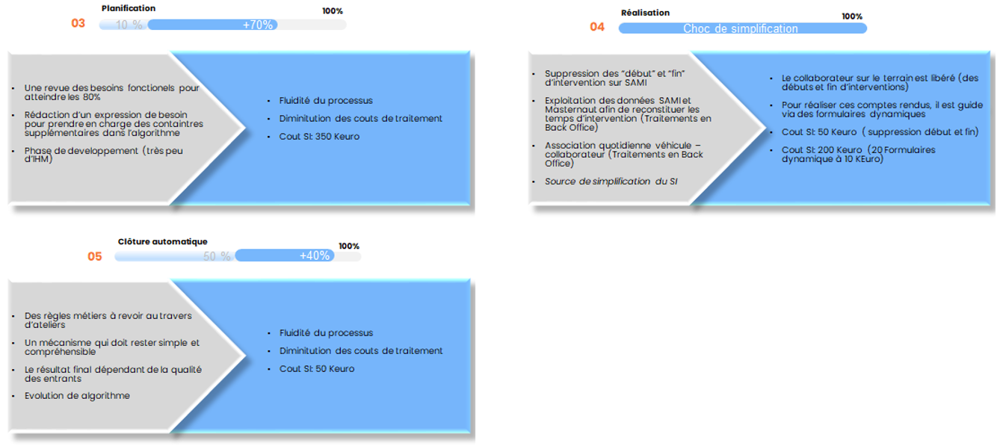 Planification
100%
03
10 %
+70%
• Une revue des besoins fonctionels pour
atteindre les 80%
• Rédaction d'un expression de besoin
pour prendre en charge des containtres
supplémentaires dans l'algorithme
• Phase de developpement (très peu
d'IHM)
• Fluidité du processus
• Diminitution des couts de traitement
• Cout SI: 350 Keuro
Réalisation
100%
04
Choc de simplification
• Suppression des "début" et "fin"
d'intervention sur SAMI
• Exploitation des données SAMI et
Masternaut afin de reconstituer les
temps d'intervention (Traitements en
Back Office)
• Association quotidienne véhicule –
collaborateur (Traitements en Back
Office)
• Source de simplification du SI
• Le collaborateur sur le terrain est libéré (des
débuts et fin d'interventions)
• Pour réaliser ces comptes rendus, il est guide
via des formulaires dynamiques
• Cout SI: 50 Keuro ( suppression début et fin)
• Cout SI: 200 Keuro (20 Formulaires
dynamique à 10 KEuro)
Clôture automatique
100%
05
50 %
+40%
• Des règles métiers à revoir au travers
d'ateliers
• Un mécanisme qui doit rester simple et
compréhensible
• Le résultat final dépendant de la qualité
des entrants
• Evolution de algorithme
• Fluidité du processus
• Diminitution des couts de traitement
• Cout SI: 50 Keuro